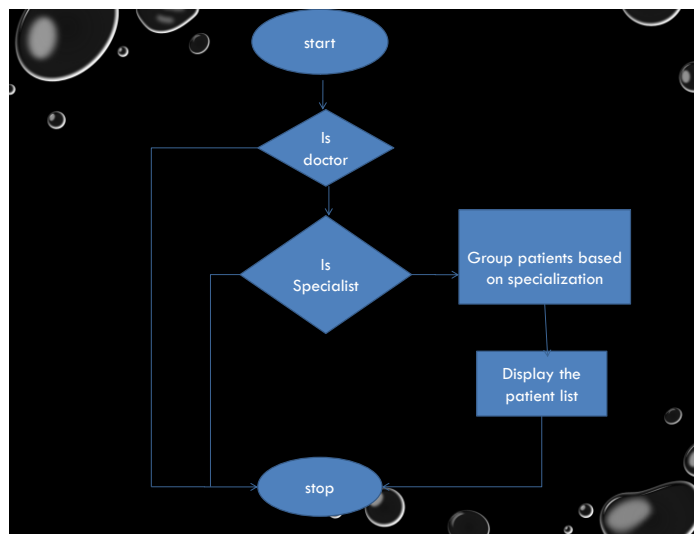 start
Is
doctor
Is
Specialist
Group patients based
on specialization
Display the
patient list
stop